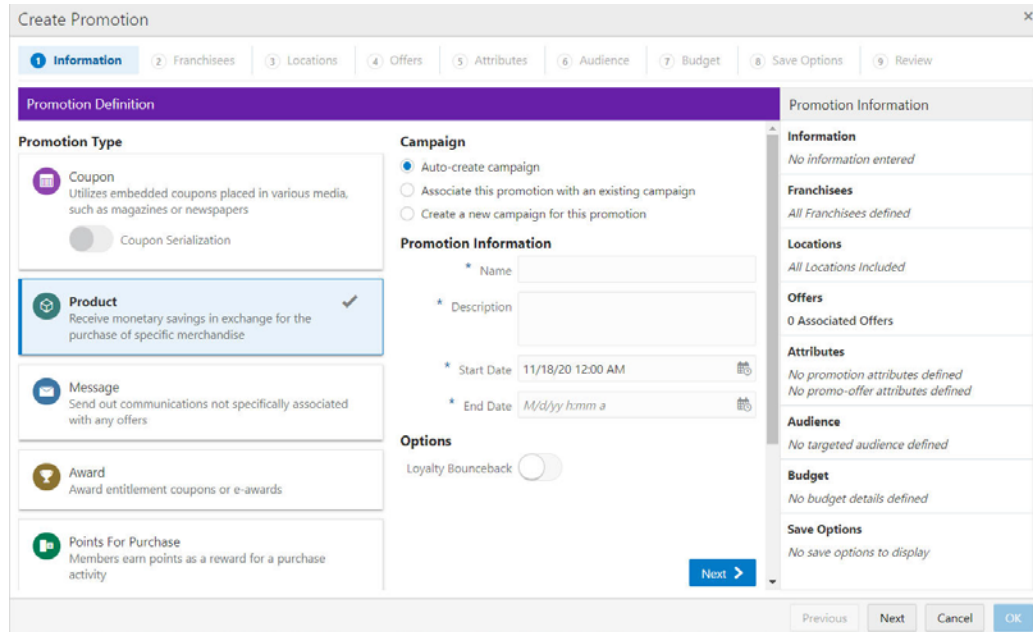 Create Promotion
1 Information
2 Franchisees
3 Locations
4 Offers
5 Attributes
6 Audience
7 Budget
8 Save Options
9 Review
Promotion Definition
Promotion Type
Coupon
Utilizes embedded coupons placed in various media,
such as magazines or newspapers
Coupon Serialization
Product
Receive monetary savings in exchange for the
purchase of specific merchandise
Message
Send out communications not specifically associated
with any offers
Award
Award entitlement coupons or e-awards
Points For Purchase
Members earn points as a reward for a purchase
activity
Campaign
Auto-create campaign
Associate this promotion with an existing campaign
Create a new campaign for this promotion
Promotion Information
* Name
* Description
* Start Date 11/18/20 12:00 AM
* End Date M/d/yy h:mm a
Options
Loyalty Bounceback
Next
Promotion Information
Information
No information entered
Franchisees
All Franchisees defined
Locations
All Locations Included
Offers
0 Associated Offers
Attributes
No promotion attributes defined
No promo-offer attributes defined
Audience
No targeted audience defined
Budget
No budget details defined
Save Options
No save options to display
Previous
Next
Cancel
OK